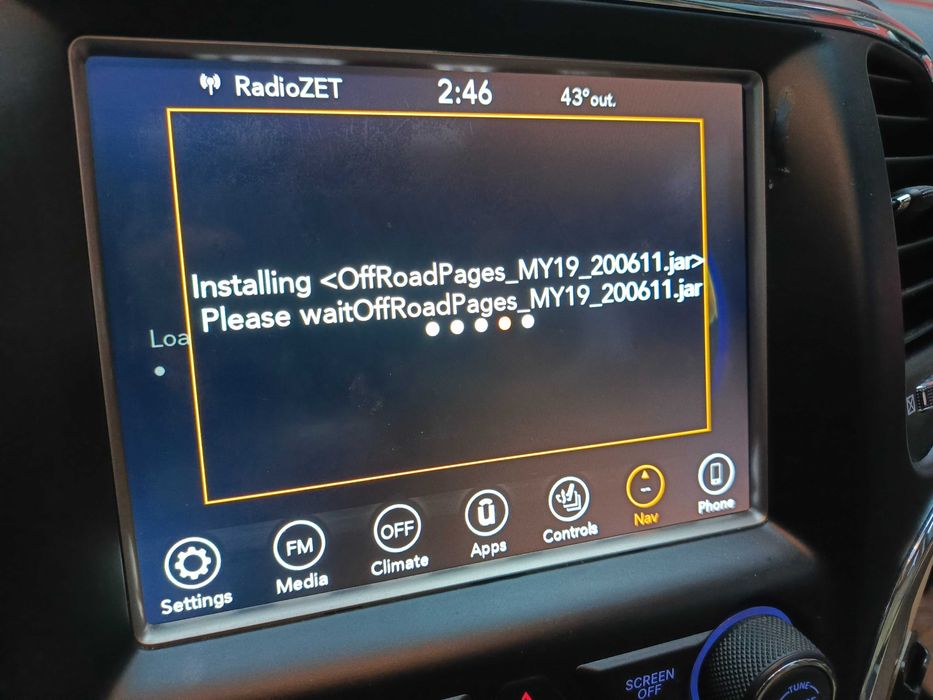 RadioZET 2:46 43° out.
Installing <OffRoadPages_MY19_200611.jar>
Please waitOffRoadPages_MY19_200611.jar
Loa
Settings
FM
Media
OFF
Climate
Apps
Controls
Nav
Phone
SCREEN
OFF
TUNE